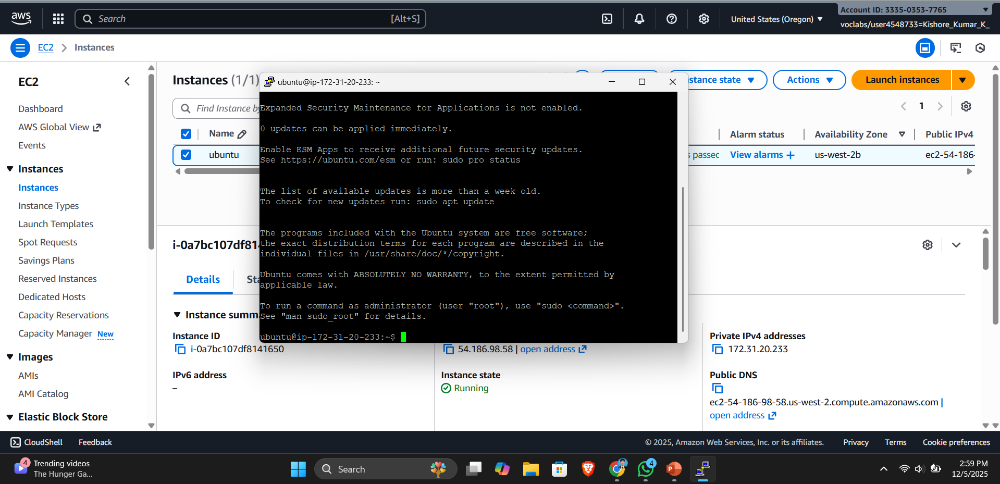 aws
Search [Alt+S]
United States (Oregon)
Account ID: 3335-0353-7765
voclabs/user4548733=Kishore_Kumar_K_
EC2 Instances
EC2
Dashboard
AWS Global View
Events
Instances
Instances
Instance Types
Launch Templates
Spot Requests
Savings Plans
Reserved Instances
Dedicated Hosts
Capacity Reservations
Capacity Manager New
Images
AMIs
AMI Catalog
Elastic Block Store
Instances (1/1)
stance state
Actions
Launch instances
Find Instance by
1
Name
Alarm status
Availability Zone
Public IPv4
ubuntu
s passed
View alarms +
us-west-2b
ec2-54-186-
ubuntu@ip-172-31-20-233: ~
Expanded Security Maintenance for Applications is not enabled.
0 updates can be applied immediately.
Enable ESM Apps to receive additional future security updates.
See https://ubuntu.com/esm or run: sudo pro status
The list of available updates is more than a week old.
To check for new updates run: sudo apt update
The programs included with the Ubuntu system are free software;
the exact distribution terms for each program are described in the
individual files in /usr/share/doc/*/copyright.
Ubuntu comes with ABSOLUTELY NO WARRANTY, to the extent permitted by
applicable law.
To run a command as administrator (user "root"), use "sudo <command>".
See "man sudo_root" for details.
ubuntu@ip-172-31-20-233:~$
i-0a7bc107df814
Details
Sta
Instance summ
Instance ID
i-0a7bc107df8141650
54.186.98.58 | open address
Private IPv4 addresses
172.31.20.233
IPv6 address
–
Instance state
Running
Public DNS
ec2-54-186-98-58.us-west-2.compute.amazonaws.com |
open address
CloudShell Feedback
© 2025, Amazon Web Services, Inc. or its affiliates. Privacy Terms Cookie preferences
4
Trending videos
The Hunger Ga...
Search
4
2:59 PM
12/5/2025